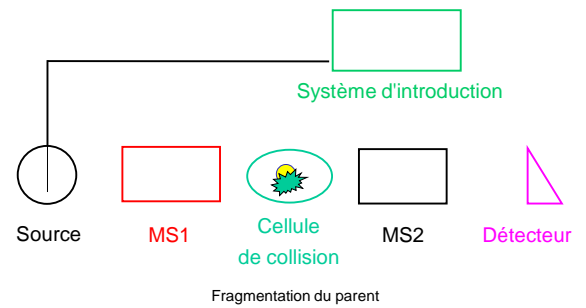 Système d'introduction
Source
MS1
Cellule
de collision
MS2
Détecteur
Fragmentation du parent